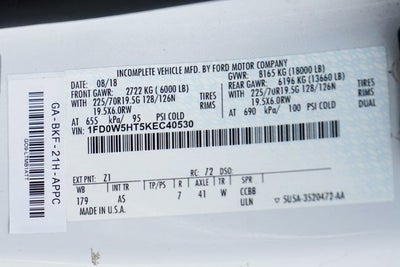 INCOMPLETE VEHICLE MFD. BY FORD MOTOR COMPANY
08/18 GVWR: 8165 KG (18000 LB)
FRONT GAWR: 2722 KG (6000 LB) REAR GAWR: 6196 KG (13660 LB)
WITH WITH
225/70R19.5G 128/126N TIRES 225/70R19.5G 128/126N TIRES
19.5X6.0RW RIMS 19.5X6.0RW RIMS
AT 655 kPa/ 95 PSI COLD AT 690 kPa/ 100 PSI COLD
VIN: 1FD0W5HT5KEC40530 DUAL
EXT PNT: Z1 RC: 72 DSO:
WB INT TR TP/PS R AXLE TR SPR
179 AS 7 41 W CCBB
MADE IN U.S.A. ULN 5U5A-3520472-AA
GA-BKF-21H-APPC